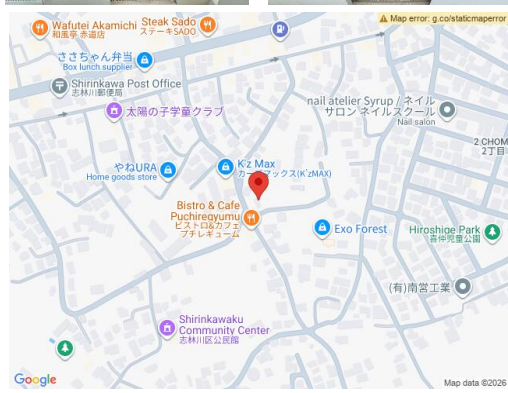 Map error: g.co/staticmaperror
Wafutei Akamichi
和風亭 赤道店
Steak Sado
ステーキSADO
ささちゃん弁当
Box lunch supplier
Shirinkawa Post Office
志林川郵便局
太陽の子学童クラブ
nail atelier Syrup / ネイル
サロン ネイルスクール
Nail salon
2 CHOM
2丁目
やねURA
Home goods store
K'z Max
カーズマックス(K'zMAX)
Bistro & Cafe
Puchiregyumu
ビストロ&カフェ
プチレギューム
Exo Forest
Hiroshige Park
喜仲児童公園
(有)南営工業
Shirinkawaku
Community Center
志林川区公民館
Google
Map data ©2026